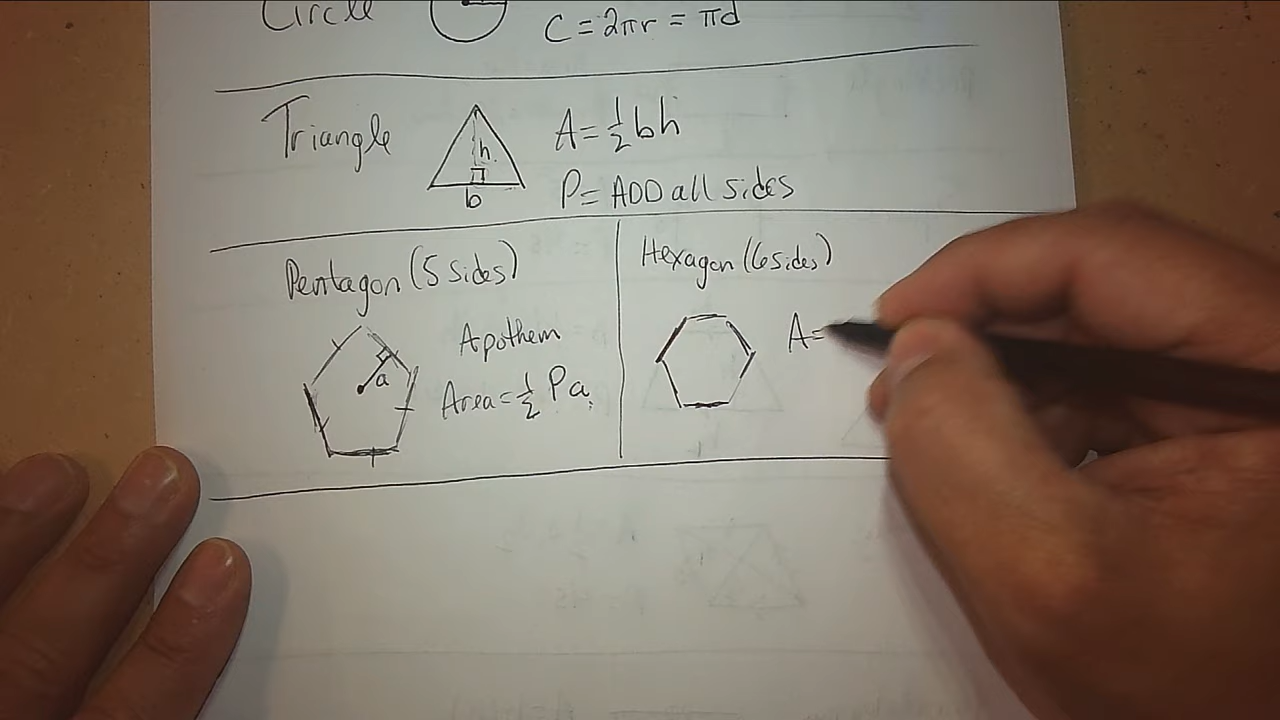 Circle
C = 2πr = πd
Triangle
h
b
A = 1/2 bh
P = ADD all sides
Pentagon (5 sides)
a
Apothem
Area = 1/2 Pa
Hexagon (6 sides)
A =